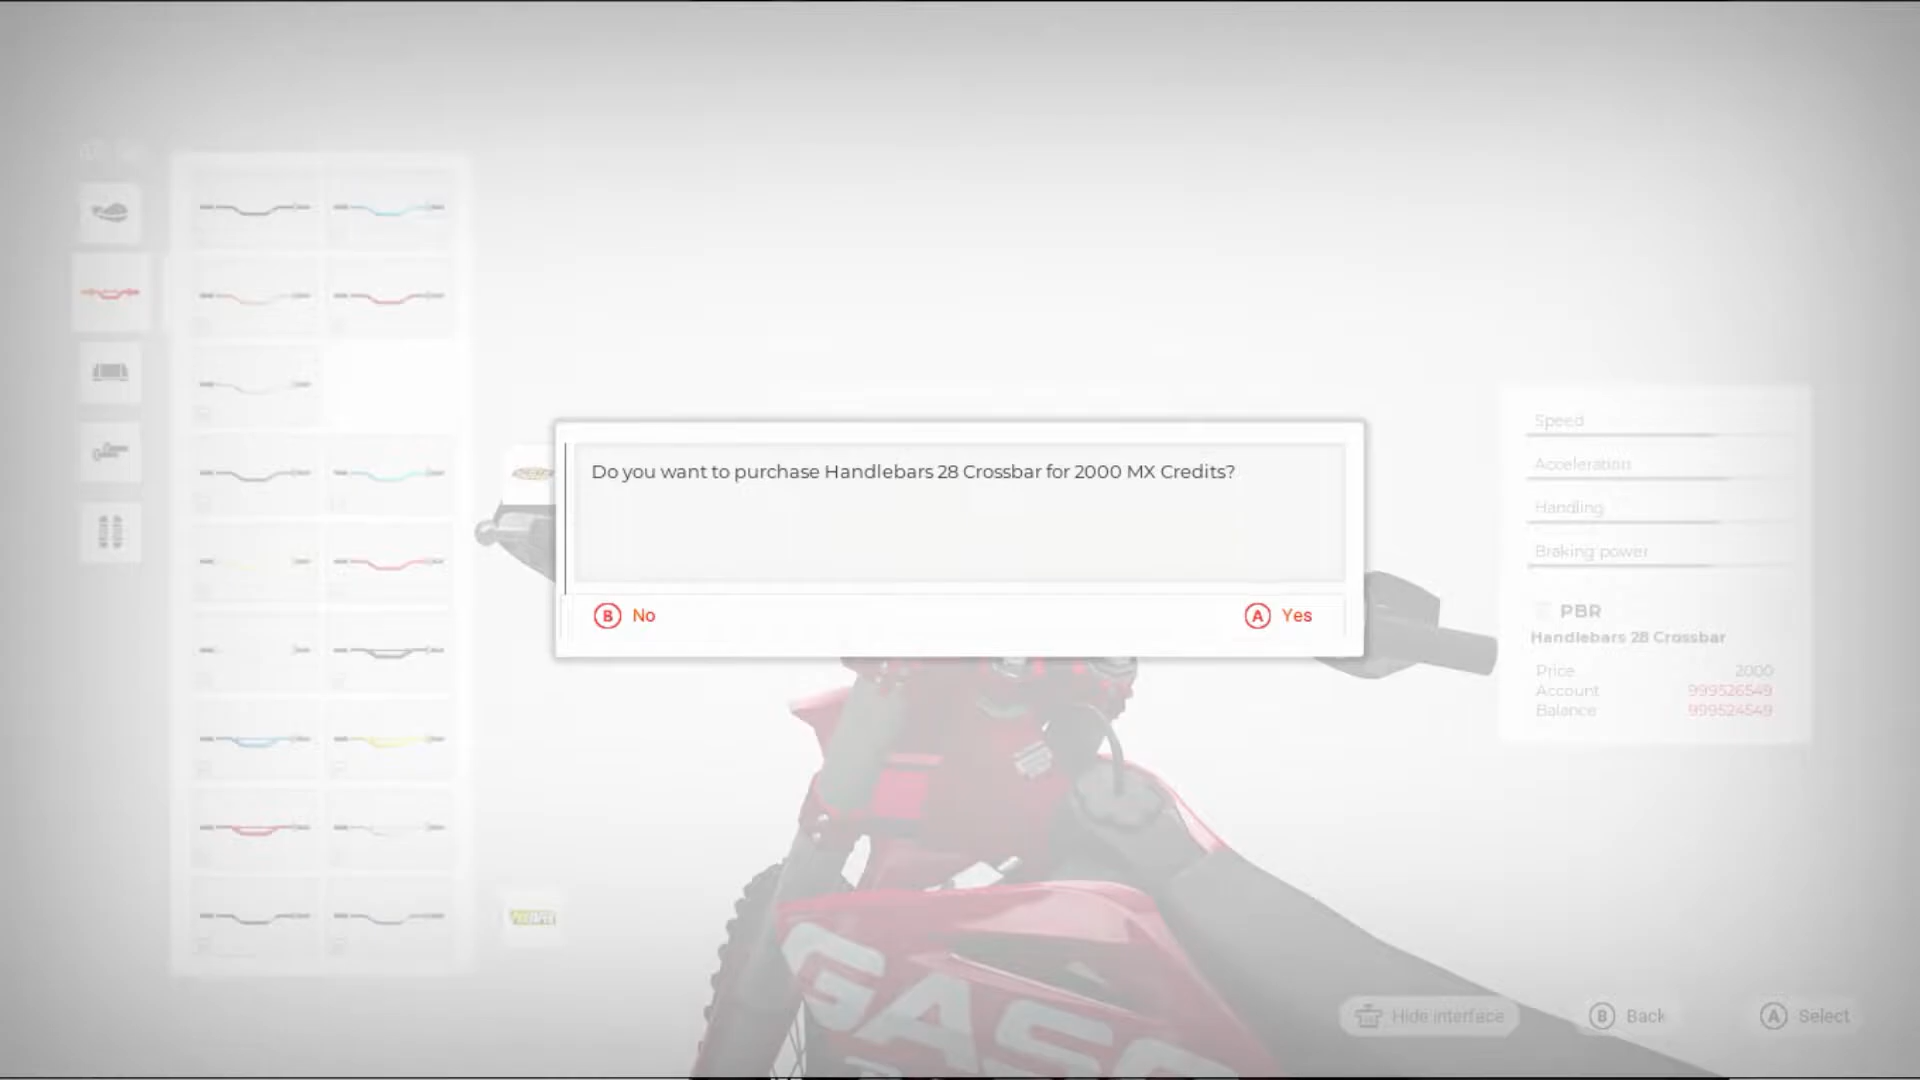 Do you want to purchase Handlebars 28 Crossbar for 2000 MX Credits?
B No
A Yes
Speed
Acceleration
Handling
Braking power
PBR
Handlebars 28 Crossbar
Price 2000
Account 999526549
Balance 999524549
GASG
Hide interface
B Back
A Select